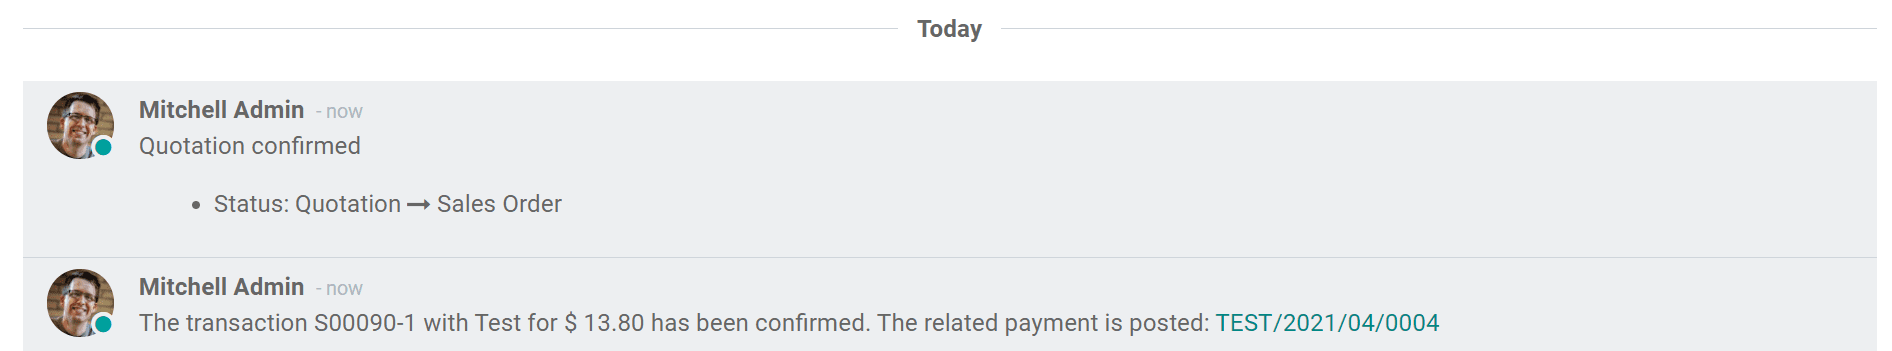 Today
Mitchell Admin - now
Quotation confirmed
• Status: Quotation → Sales Order
Mitchell Admin - now
The transaction S00090-1 with Test for $ 13.80 has been confirmed. The related payment is posted: TEST/2021/04/0004